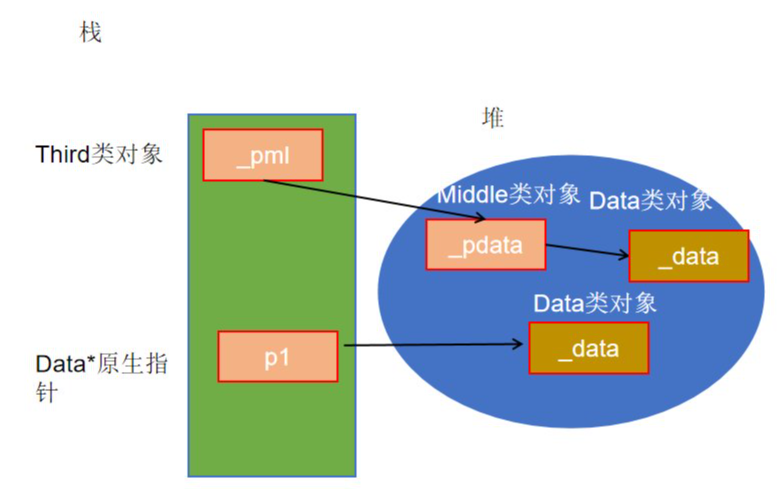 栈
堆
Third类对象
_pml
Middle类对象
Data类对象
_pdata
_data
Data类对象
Data*原生指
针
p1
_data